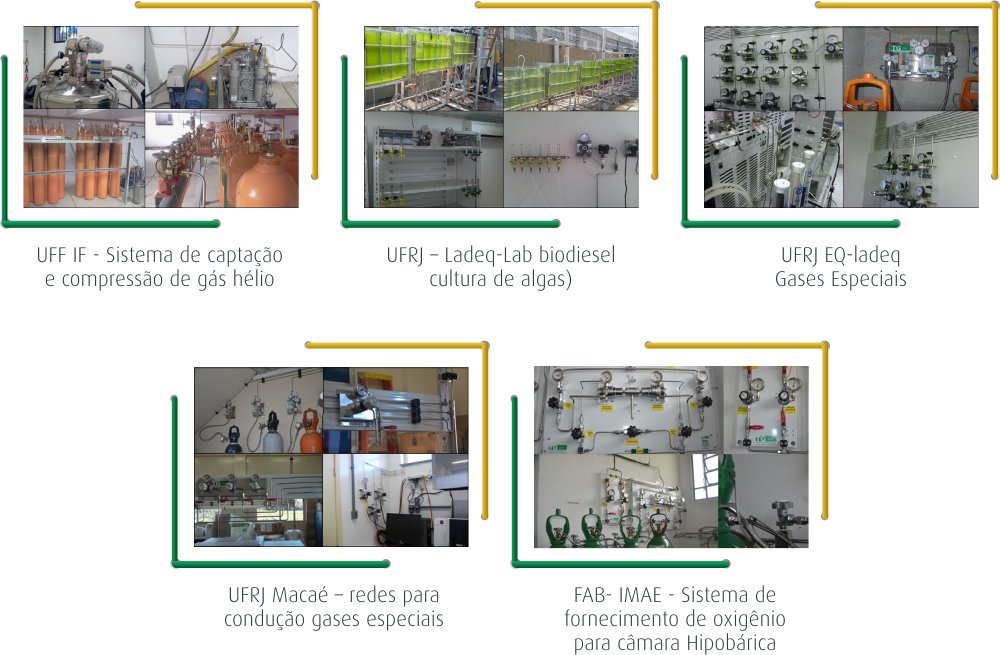 UFF IF - Sistema de captação
e compressão de gás hélio
UFRJ – Ladeq-Lab biodiesel
cultura de algas)
UFRJ EQ-ladeq
Gases Especiais
UFRJ Macaé – redes para
condução gases especiais
FAB- IMAE - Sistema de
fornecimento de oxigênio
para câmara Hipobárica